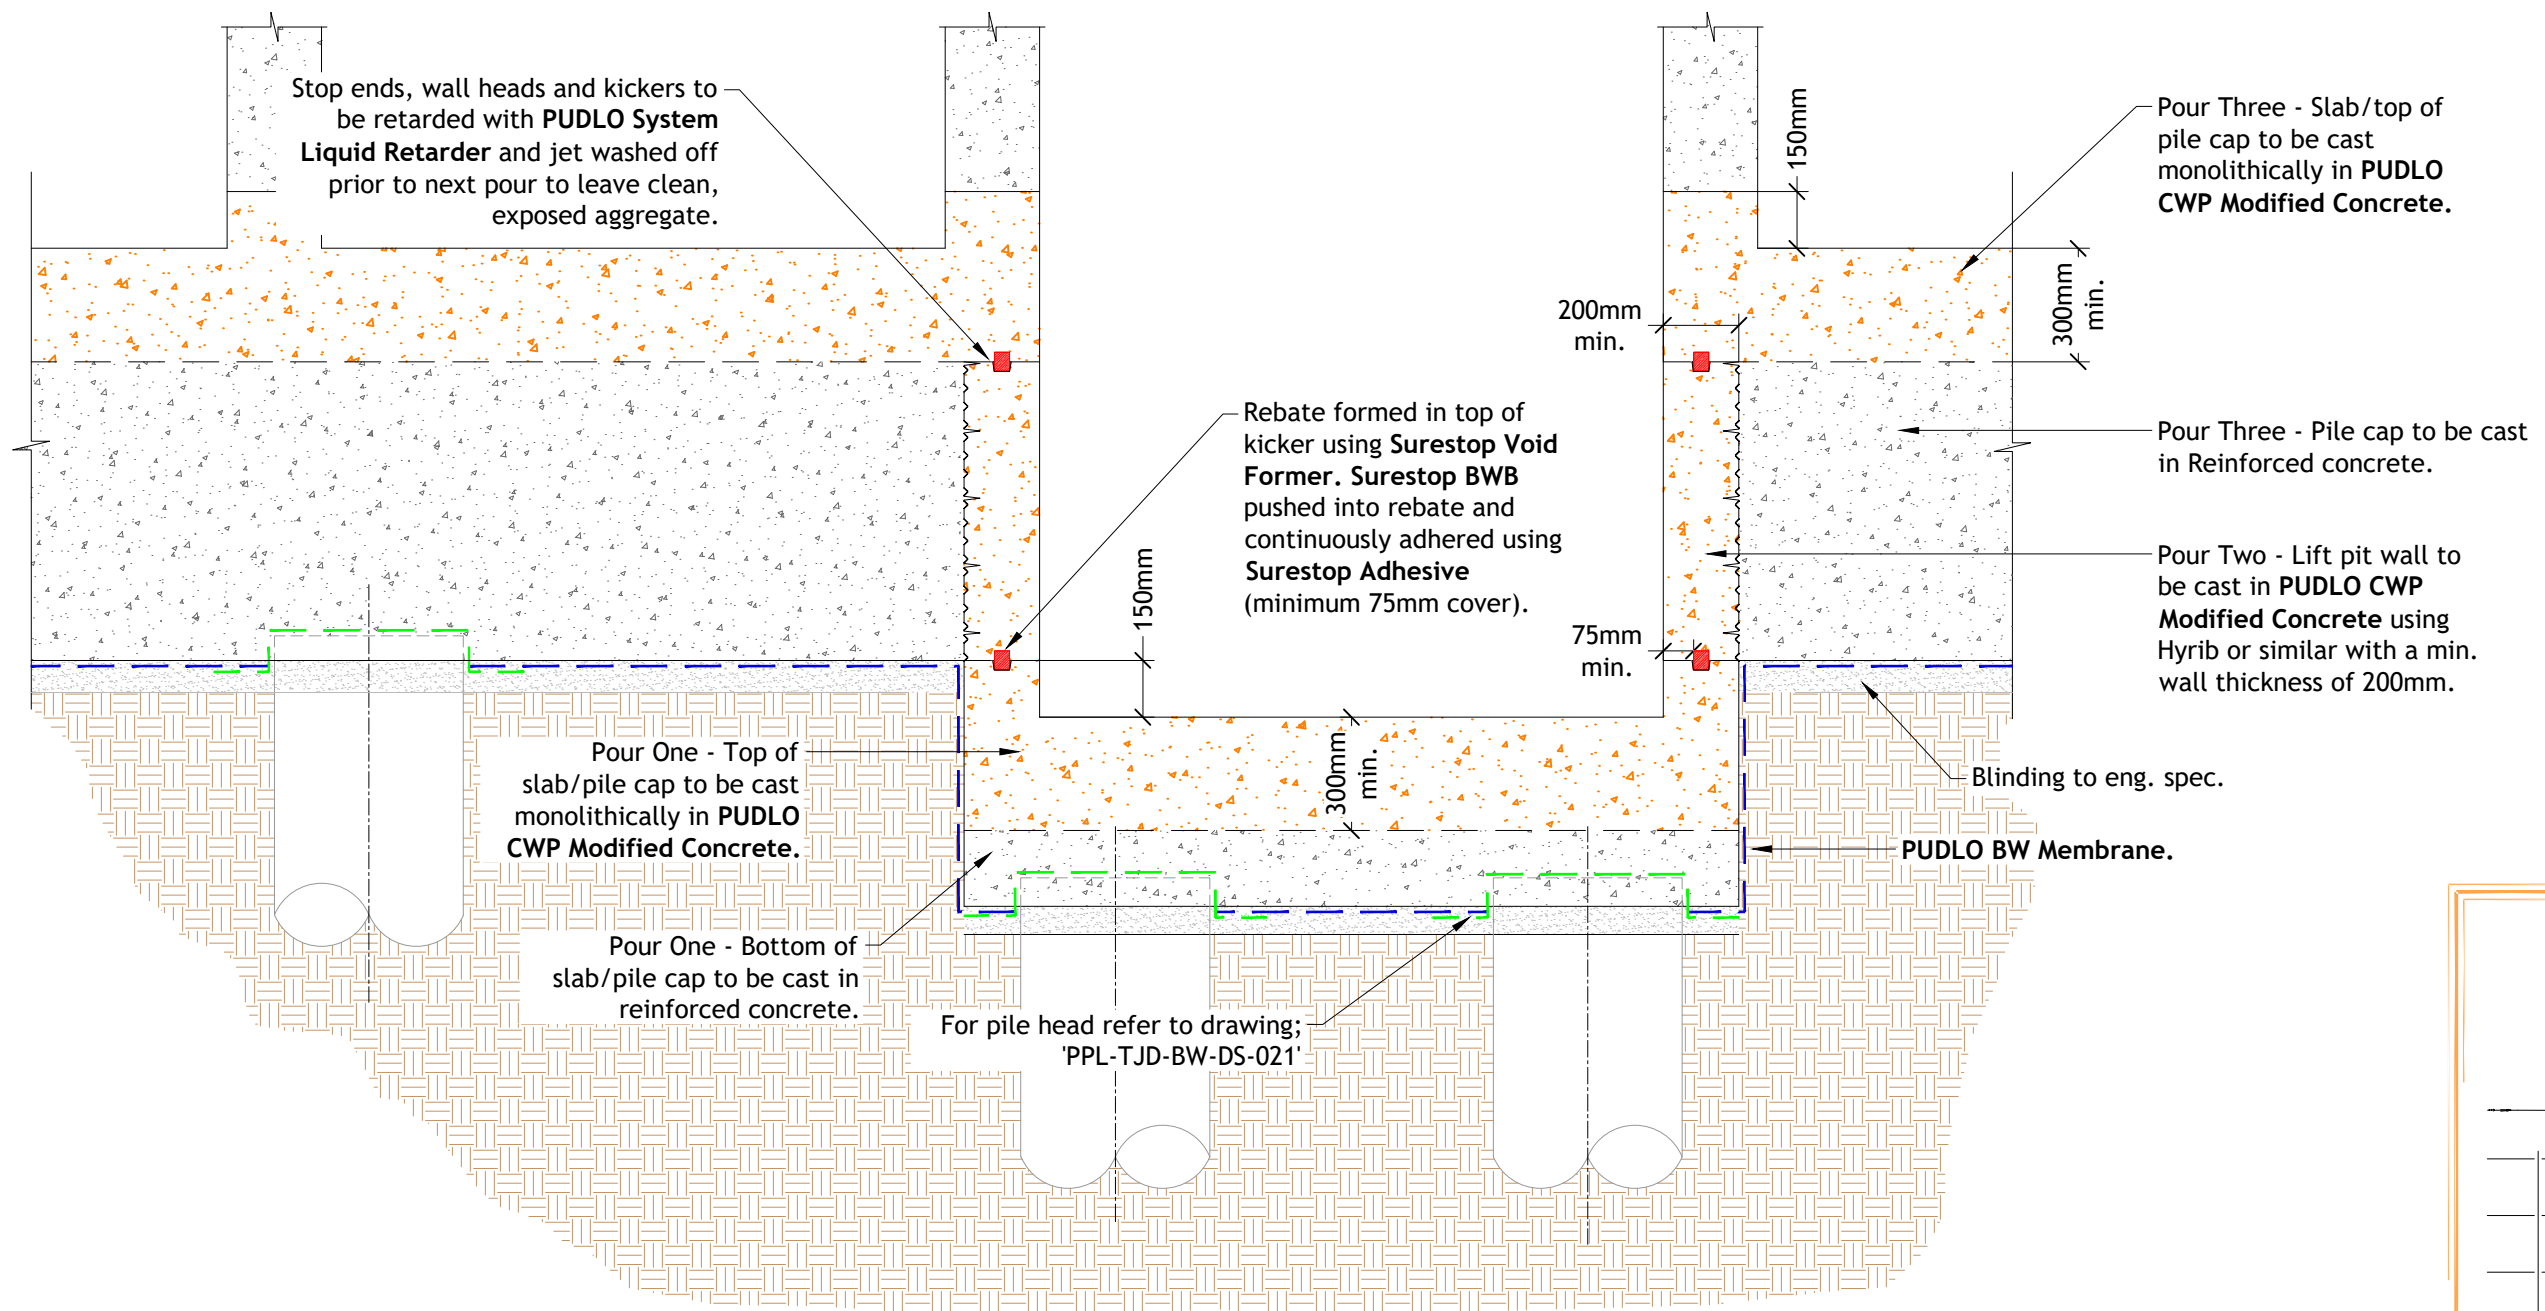 Stop ends, wall heads and kickers to
be retarded with PUDLO System
Liquid Retarder and jet washed off
prior to next pour to leave clean,
exposed aggregate.
150mm
Pour Three - Slab/top of
pile cap to be cast
monolithically in PUDLO
CWP Modified Concrete.
300mm
min.
200mm
min.
Rebate formed in top of
kicker using Surestop Void
Former. Surestop BWB
pushed into rebate and
continuously adhered using
Surestop Adhesive
(minimum 75mm cover).
Pour Three - Pile cap to be cast
in Reinforced concrete.
Pour Two - Lift pit wall to
be cast in PUDLO CWP
Modified Concrete using
Hyrib or similar with a min.
wall thickness of 200mm.
150mm
75mm
min.
Pour One - Top of
slab/pile cap to be cast
monolithically in PUDLO
CWP Modified Concrete.
300mm
min.
Blinding to eng. spec.
PUDLO BW Membrane.
Pour One - Bottom of
slab/pile cap to be cast in
reinforced concrete.
For pile head refer to drawing;
'PPL-TJD-BW-DS-021'